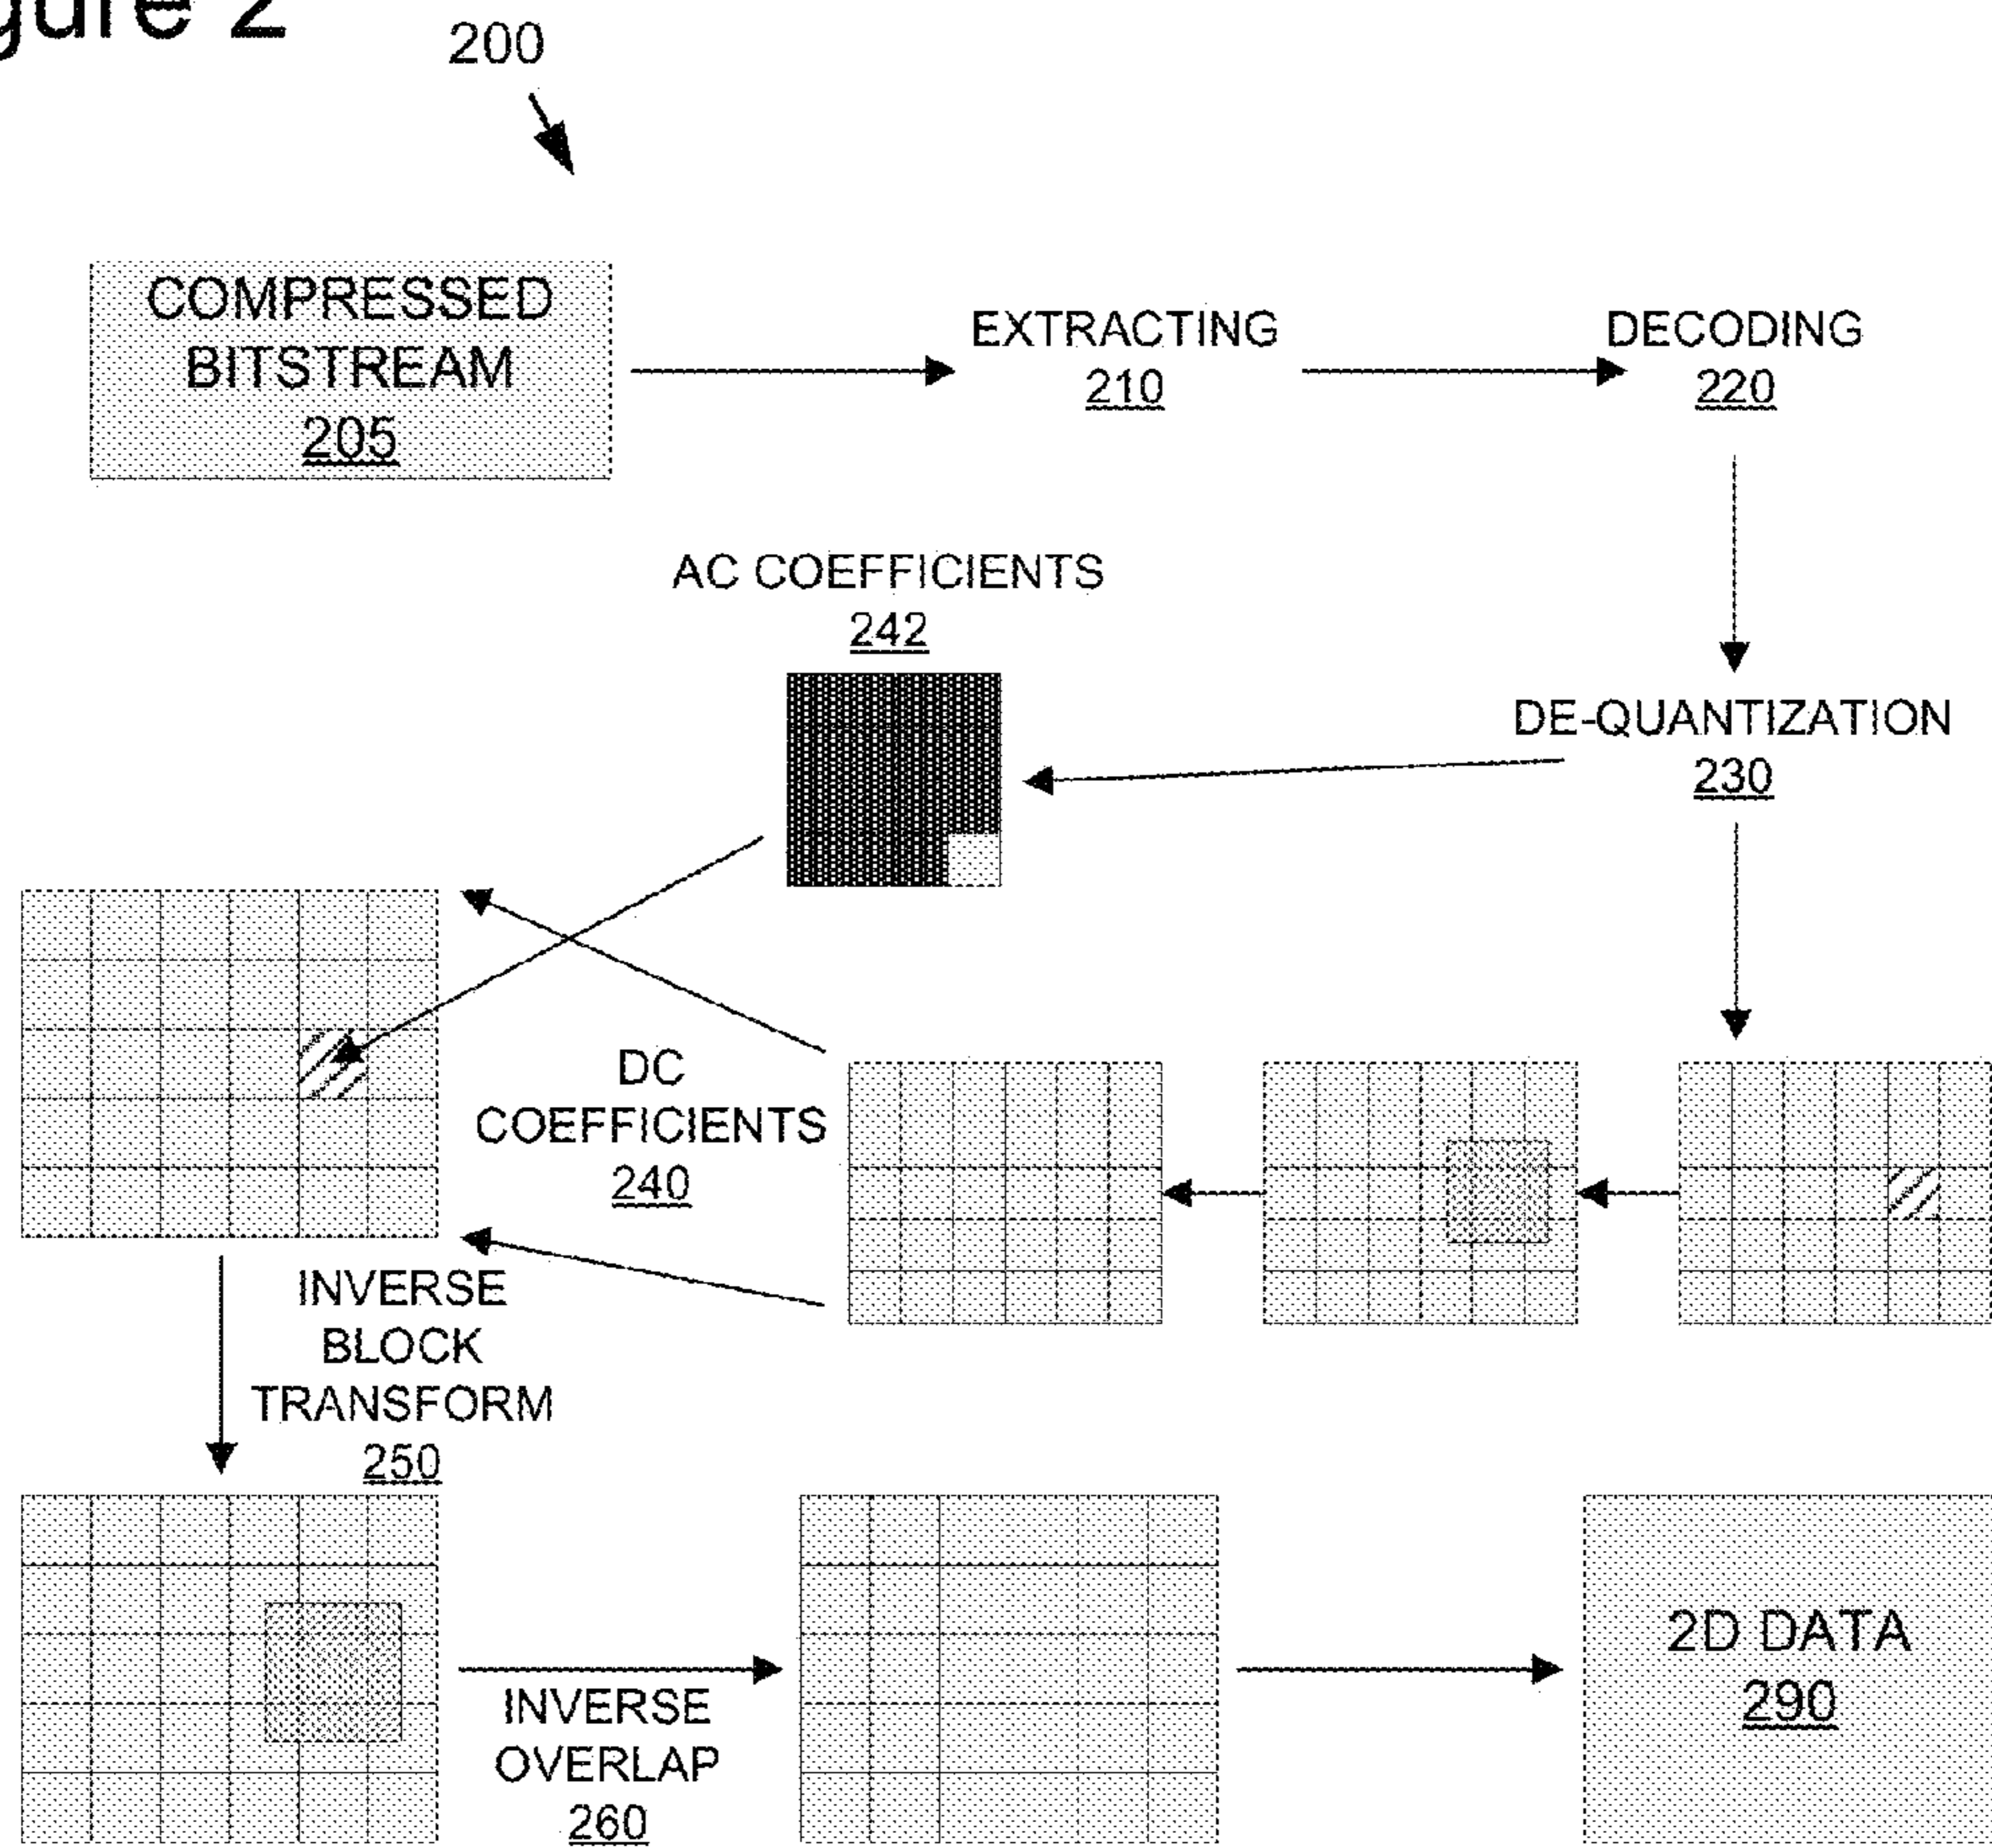 gure 2
200
COMPRESSED
BITSTREAM
205
EXTRACTING
210
DECODING
220
AC COEFFICIENTS
242
DE-QUANTIZATION
230
DC
COEFFICIENTS
240
INVERSE
BLOCK
TRANSFORM
250
INVERSE
OVERLAP
260
2D DATA
290